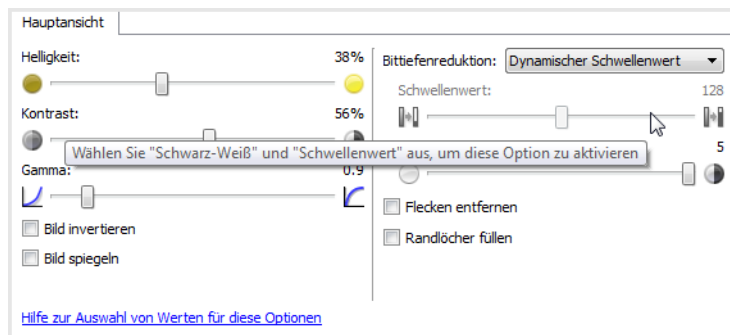 Hauptansicht
Helligkeit: 38%
Kontrast: 56%
Gamma: 0.9
Bild invertieren
Bild spiegeln
Hilfe zur Auswahl von Werten für diese Optionen
Bittiefenreduktion: Dynamischer Schwellenwert
Schwellenwert: 128
Wählen Sie "Schwarz-Weiß" und "Schwellenwert" aus, um diese Option zu aktivieren
5
Flecken entfernen
Randlöcher füllen